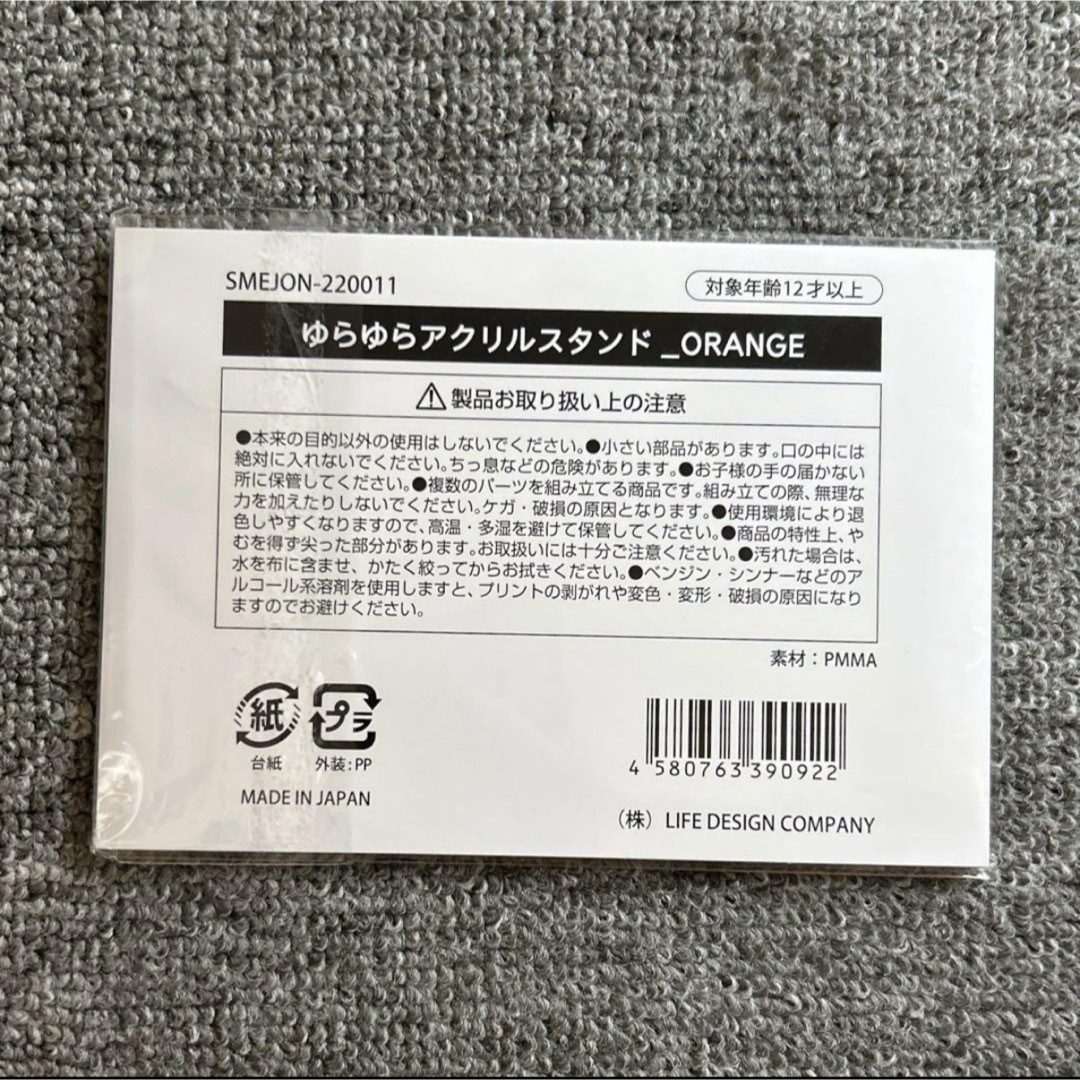 SMEJON-220011
対象年齢12才以上
ゆらゆらアクリルスタンド _ORANGE
⚠製品お取り扱い上の注意
●本来の目的以外の使用はしないでください。●小さい部品があります。口の中には
絶対に入れないでください。ちっ息などの危険があります。●お子様の手の届かない
所に保管してください。●複数のパーツを組み立てる商品です。組み立ての際、無理な
力を加えたりしないでください。ケガ・破損の原因となります。●使用環境により退
色しやすくなりますので、高温・多湿を避けて保管してください。●商品の特性上、や
むを得ず尖った部分があります。お取扱いには十分ご注意ください。●汚れた場合は、
水を布に含ませ、かたく絞ってからお拭きください。●ベンジン・シンナーなどのア
ルコール系溶剤を使用しますと、プリントの剥がれや変色・変形・破損の原因になり
ますのでお避けください。
素材：PMMA
紙
プラ
台紙
外装：PP
MADE IN JAPAN
4 580763 390922
（株）LIFE DESIGN COMPANY